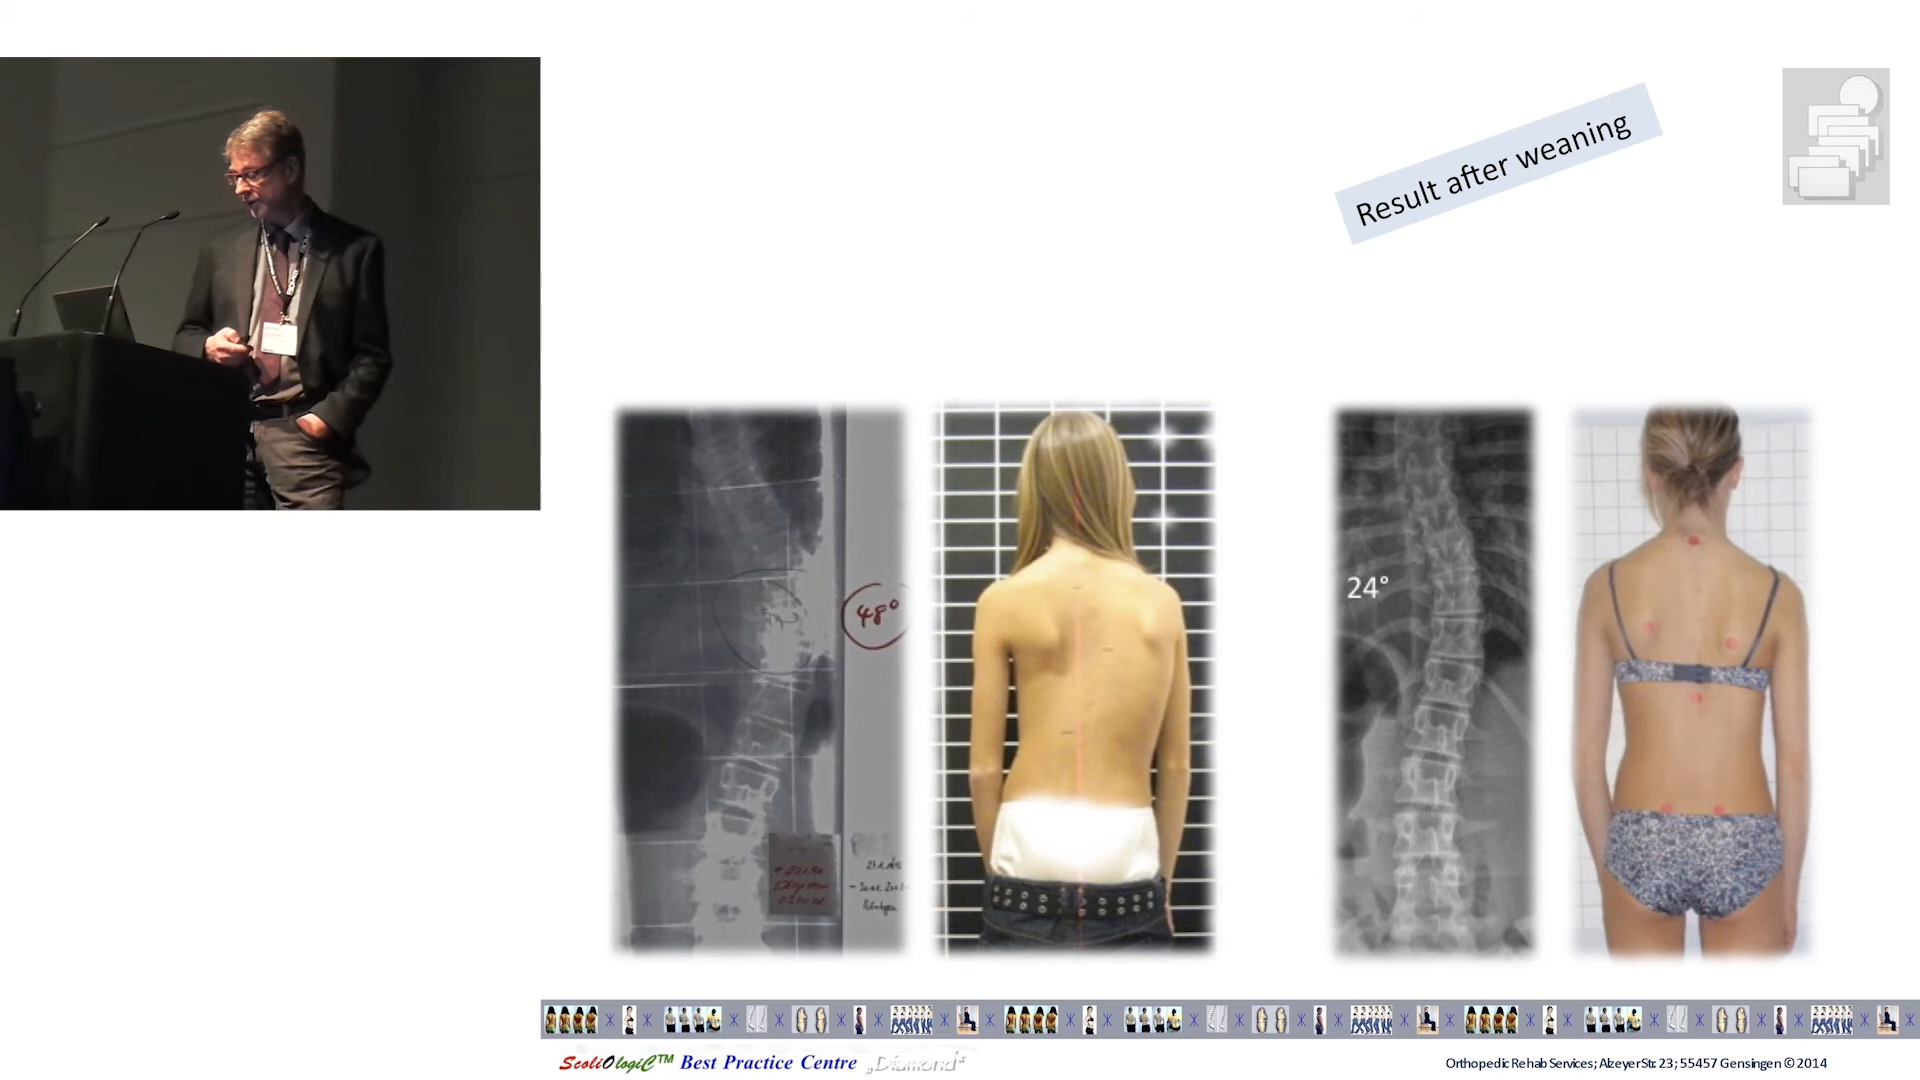 Result after weaning
48°
24°
ScoliOlogiC™ Best Practice Centre „Diamond“
Orthopedic Rehab Services; Alzeyer Str. 23; 55457 Gensingen © 2014